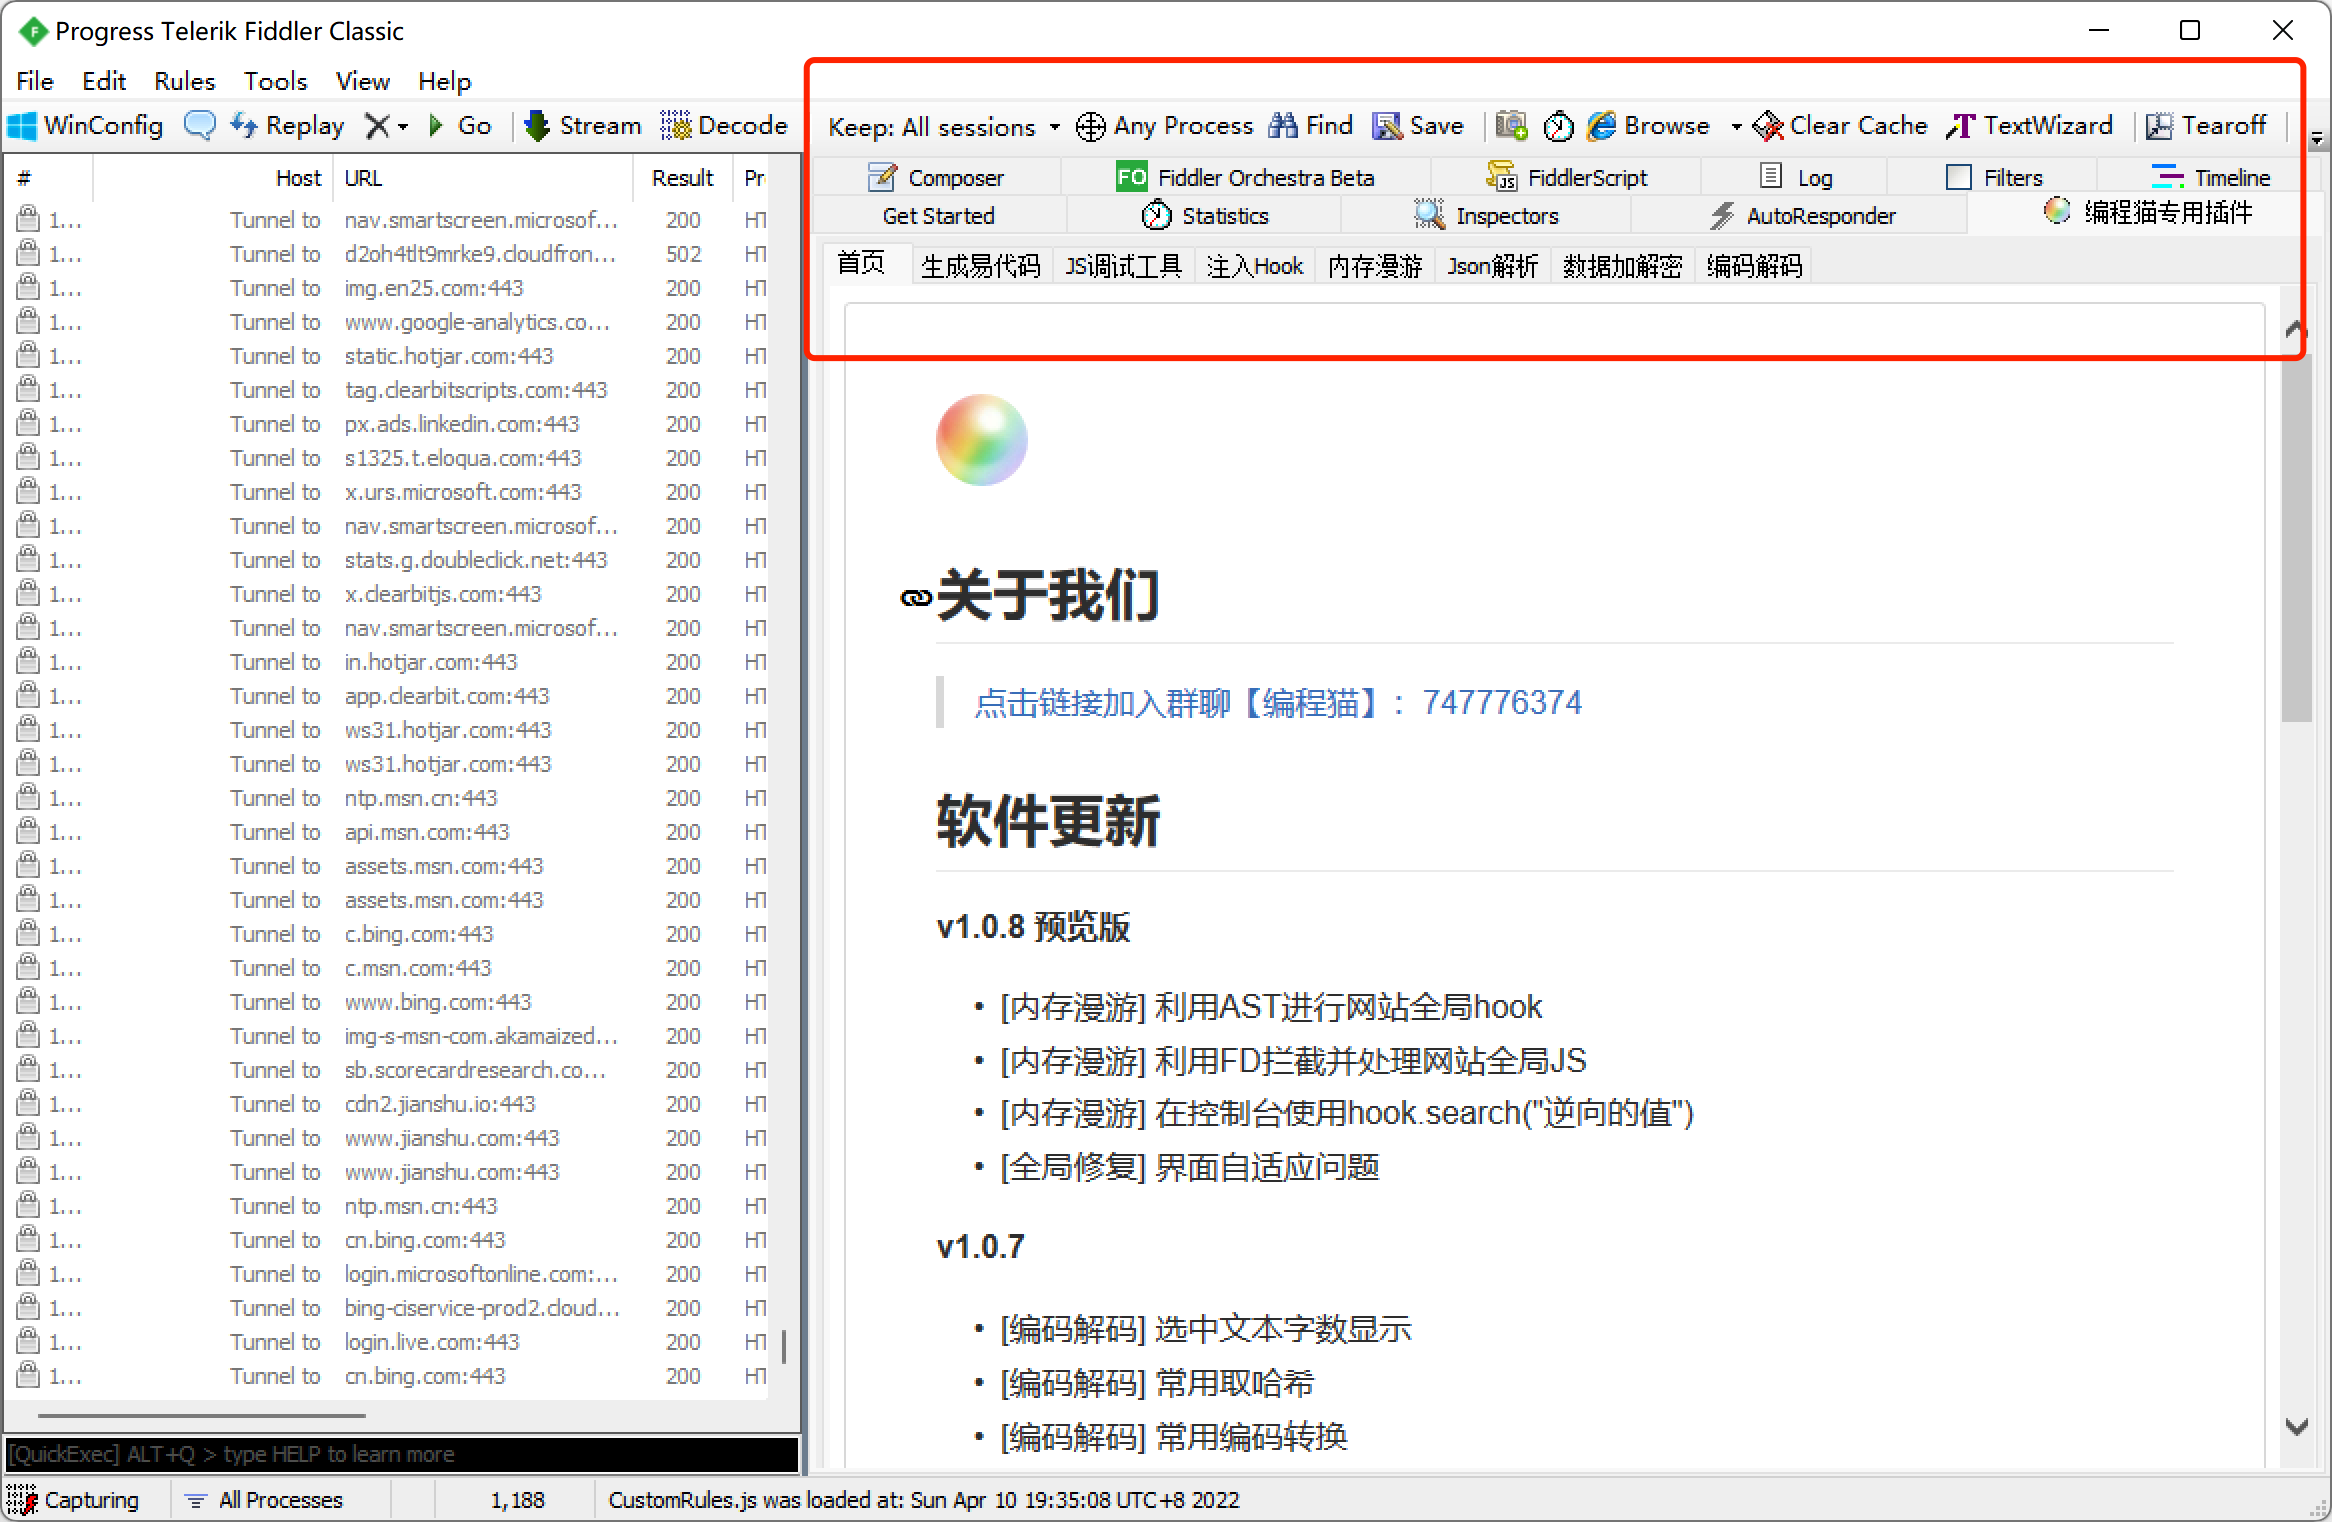 Progress Telerik Fiddler Classic
File Edit Rules Tools View Help
WinConfig Replay Go Stream Decode Keep: All sessions Any Process Find Save Browse Clear Cache TextWizard Tearoff
Composer Fiddler Orchestra Beta FiddlerScript Log Filters Timeline
Get Started Statistics Inspectors AutoResponder 编程猫专用插件
首页 生成易代码 JS调试工具 注入Hook 内存漫游 Json解析 数据加解密 编码解码
# Host URL Result Pr
1... Tunnel to nav.smartscreen.microsof... 200 HT
1... Tunnel to d2oh4tlt9mrke9.cloudfron... 502 HT
1... Tunnel to img.en25.com:443 200 HT
1... Tunnel to www.google-analytics.co... 200 HT
1... Tunnel to static.hotjar.com:443 200 HT
1... Tunnel to tag.clearbitscripts.com:443 200 HT
1... Tunnel to px.ads.linkedin.com:443 200 HT
1... Tunnel to s1325.t.eloqua.com:443 200 HT
1... Tunnel to x.urs.microsoft.com:443 200 HT
1... Tunnel to nav.smartscreen.microsof... 200 HT
1... Tunnel to stats.g.doubleclick.net:443 200 HT
1... Tunnel to x.clearbitjs.com:443 200 HT
1... Tunnel to nav.smartscreen.microsof... 200 HT
1... Tunnel to in.hotjar.com:443 200 HT
1... Tunnel to app.clearbit.com:443 200 HT
1... Tunnel to ws31.hotjar.com:443 200 HT
1... Tunnel to ws31.hotjar.com:443 200 HT
1... Tunnel to ntp.msn.cn:443 200 HT
1... Tunnel to api.msn.com:443 200 HT
1... Tunnel to assets.msn.com:443 200 HT
1... Tunnel to assets.msn.com:443 200 HT
1... Tunnel to c.bing.com:443 200 HT
1... Tunnel to c.msn.com:443 200 HT
1... Tunnel to www.bing.com:443 200 HT
1... Tunnel to img-s-msn-com.akamaized... 200 HT
1... Tunnel to sb.scorecardresearch.co... 200 HT
1... Tunnel to cdn2.jianshu.io:443 200 HT
1... Tunnel to www.jianshu.com:443 200 HT
1... Tunnel to www.jianshu.com:443 200 HT
1... Tunnel to ntp.msn.cn:443 200 HT
1... Tunnel to cn.bing.com:443 200 HT
1... Tunnel to login.microsoftonline.com:... 200 HT
1... Tunnel to bing-ciservice-prod2.cloud... 200 HT
1... Tunnel to login.live.com:443 200 HT
1... Tunnel to cn.bing.com:443 200 HT
关于我们
点击链接加入群聊【编程猫】：747776374
软件更新
v1.0.8 预览版
• [内存漫游] 利用AST进行网站全局hook
• [内存漫游] 利用FD拦截并处理网站全局JS
• [内存漫游] 在控制台使用hook.search("逆向的值")
• [全局修复] 界面自适应问题
v1.0.7
• [编码解码] 选中文本字数显示
• [编码解码] 常用取哈希
• [编码解码] 常用编码转换
[QuickExec] ALT+Q > type HELP to learn more
Capturing All Processes 1,188 CustomRules.js was loaded at: Sun Apr 10 19:35:08 UTC+8 2022